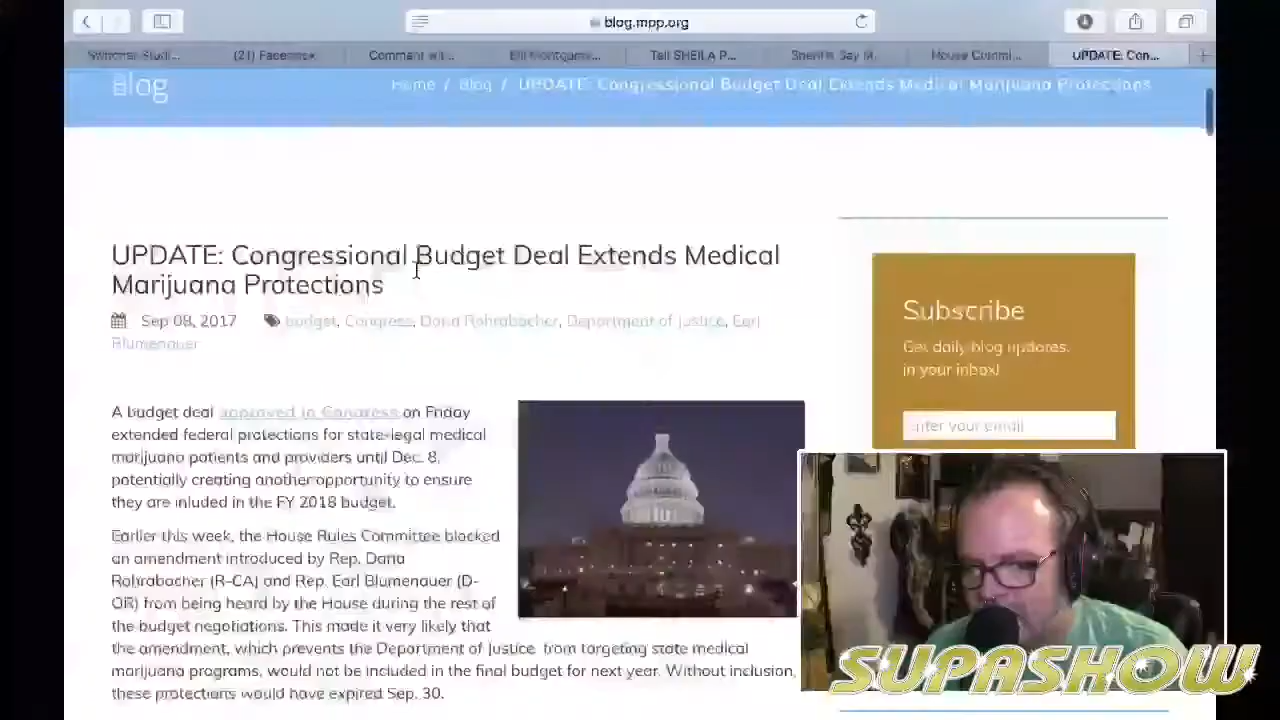 blog.mpp.org
(21) Facebook
Tell SHEILA P...
UPDATE: Con...
Blog
Home / Blog / UPDATE: Congressional Budget Deal Extends Medical Marijuana Protections
UPDATE: Congressional Budget Deal Extends Medical
Marijuana Protections
Sep 08, 2017 budget, Congress, Dana Rohrabacher, Department of Justice, Earl
Blumenauer
A budget deal approved in Congress on Friday
extended federal protections for state-legal medical
marijuana patients and providers until Dec. 8,
potentially creating another opportunity to ensure
they are inluded in the FY 2018 budget.
Earlier this week, the House Rules Committee blocked
an amendment introduced by Rep. Dana
Rohrabacher (R-CA) and Rep. Earl Blumenauer (D-
OR) from being heard by the House during the rest of
the budget negotiations. This made it very likely that
the amendment, which prevents the Department of Justice from targeting state medical
marijuana programs, would not be included in the final budget for next year. Without inclusion,
these protections would have expired Sep. 30.
Subscribe
Get daily blog updates,
in your inbox!
Enter your email
SUPASHOW